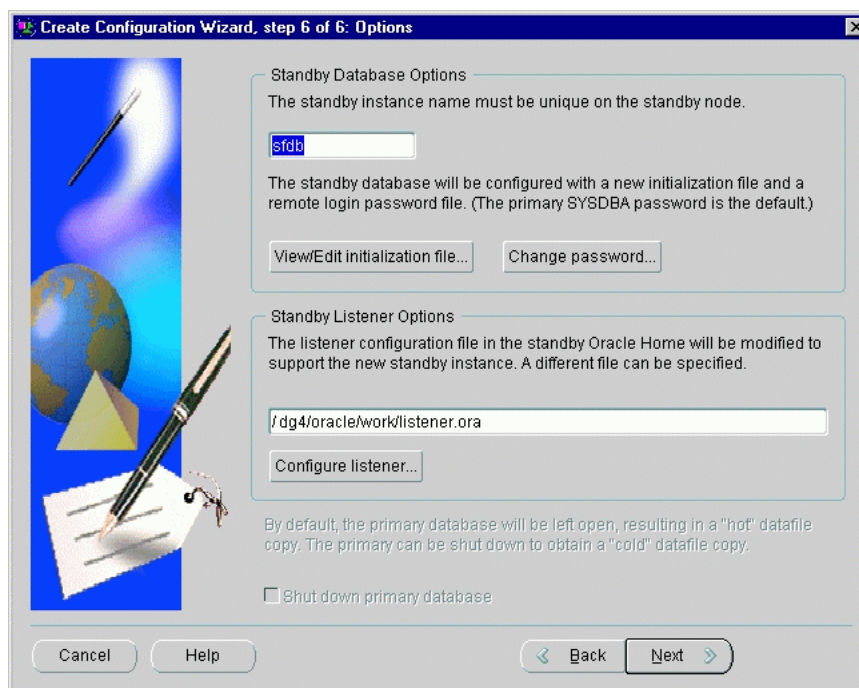 Create Configuration Wizard, step 6 of 6: Options
Standby Database Options
The standby instance name must be unique on the standby node.
sfdb
The standby database will be configured with a new initialization file and a
remote login password file. (The primary SYSDBA password is the default.)
View/Edit initialization file...
Change password...
Standby Listener Options
The listener configuration file in the standby Oracle Home will be modified to
support the new standby instance. A different file can be specified.
/dg4/oracle/work/listener.ora
Configure listener...
By default, the primary database will be left open, resulting in a "hot" datafile
copy. The primary can be shut down to obtain a "cold" datafile copy.
Shut down primary database
Cancel
Help
Back
Next